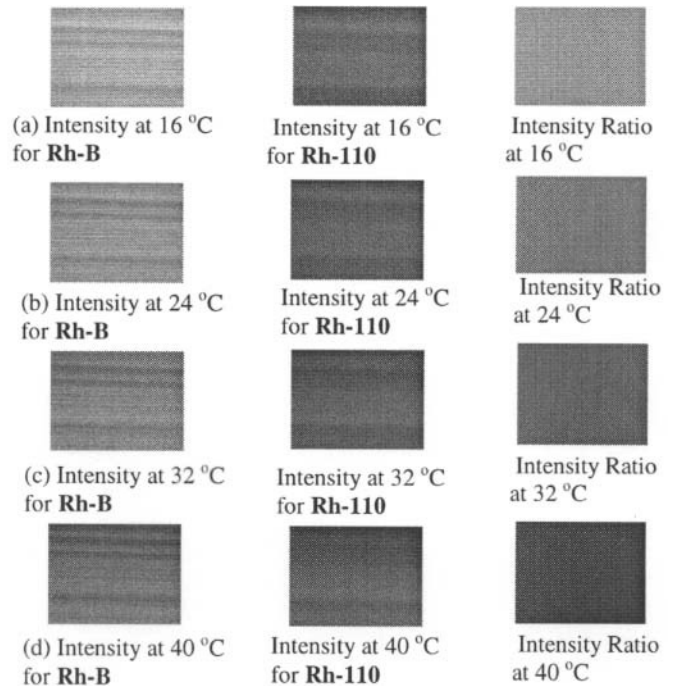 (a) Intensity at 16 °C
for Rh-B
Intensity at 16 °C
for Rh-110
Intensity Ratio
at 16 °C
(b) Intensity at 24 °C
for Rh-B
Intensity at 24 °C
for Rh-110
Intensity Ratio
at 24 °C
(c) Intensity at 32 °C
for Rh-B
Intensity at 32 °C
for Rh-110
Intensity Ratio
at 32 °C
(d) Intensity at 40 °C
for Rh-B
Intensity at 40 °C
for Rh-110
Intensity Ratio
at 40 °C